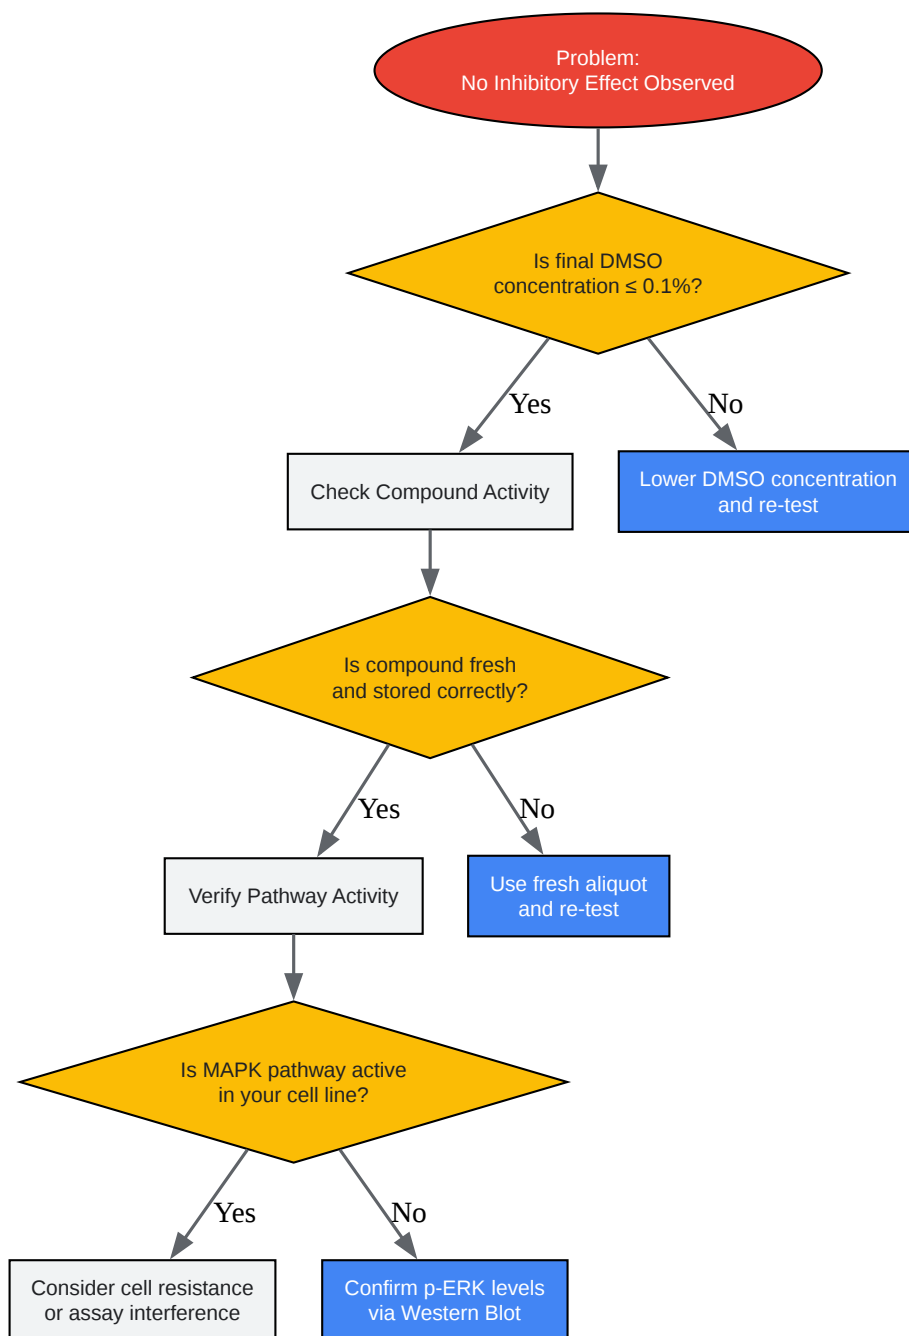 Problem:
No Inhibitory Effect Observed
Is final DMSO
concentration ≤ 0.1%?
Yes
No
Check Compound Activity
Lower DMSO concentration
and re-test
Is compound fresh
and stored correctly?
Yes
No
Verify Pathway Activity
Use fresh aliquot
and re-test
Is MAPK pathway active
in your cell line?
Yes
No
Consider cell resistance
or assay interference
Confirm p-ERK levels
via Western Blot